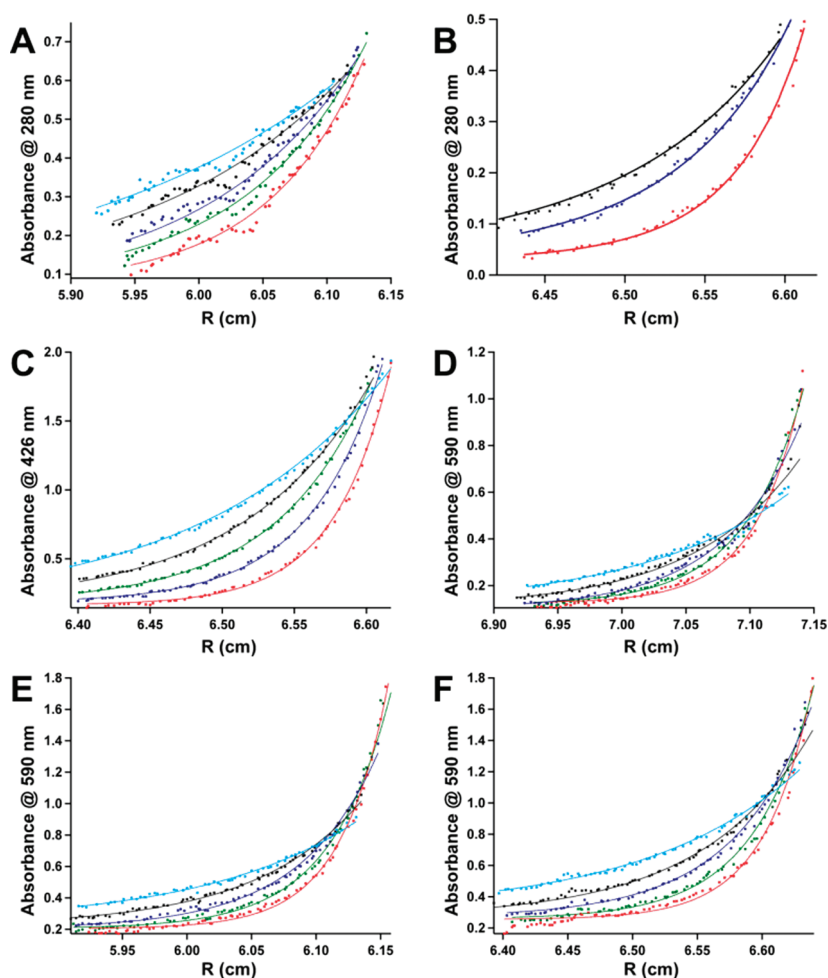 A
Absorbance @ 280 nm
0.7
0.6
0.5
0.4
0.3
0.2
0.1
5.90 5.95 6.00 6.05 6.10 6.15
R (cm)
B
Absorbance @ 280 nm
0.5
0.4
0.3
0.2
0.1
0.0
6.45 6.50 6.55 6.60
R (cm)
C
Absorbance @ 426 nm
2.0
1.5
1.0
0.5
6.40 6.45 6.50 6.55 6.60
R (cm)
D
Absorbance @ 590 nm
1.2
1.0
0.8
0.6
0.4
0.2
6.90 6.95 7.00 7.05 7.10 7.15
R (cm)
E
Absorbance @ 590 nm
1.8
1.6
1.4
1.2
1.0
0.8
0.6
0.4
0.2
5.95 6.00 6.05 6.10 6.15
R (cm)
F
Absorbance @ 590 nm
1.8
1.6
1.4
1.2
1.0
0.8
0.6
0.4
0.2
6.40 6.45 6.50 6.55 6.60
R (cm)